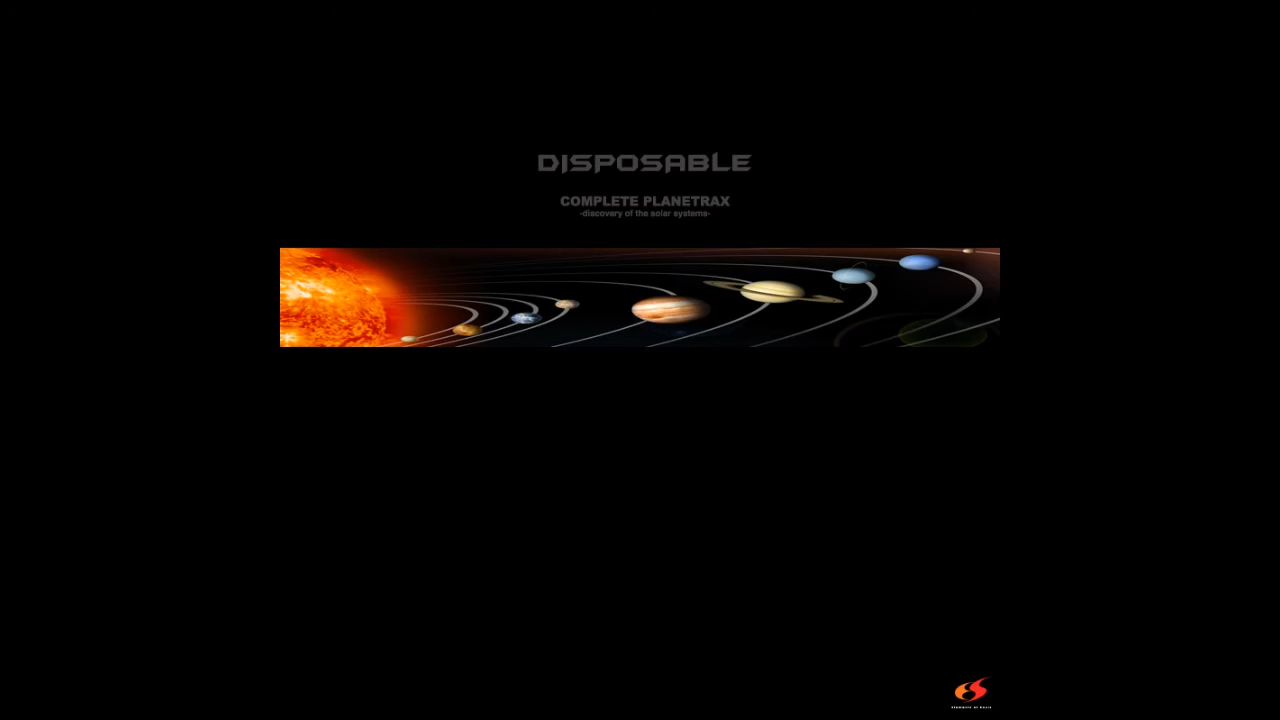 DISPOSABLE
COMPLETE PLANETRAX
-discovery of the solar systems-